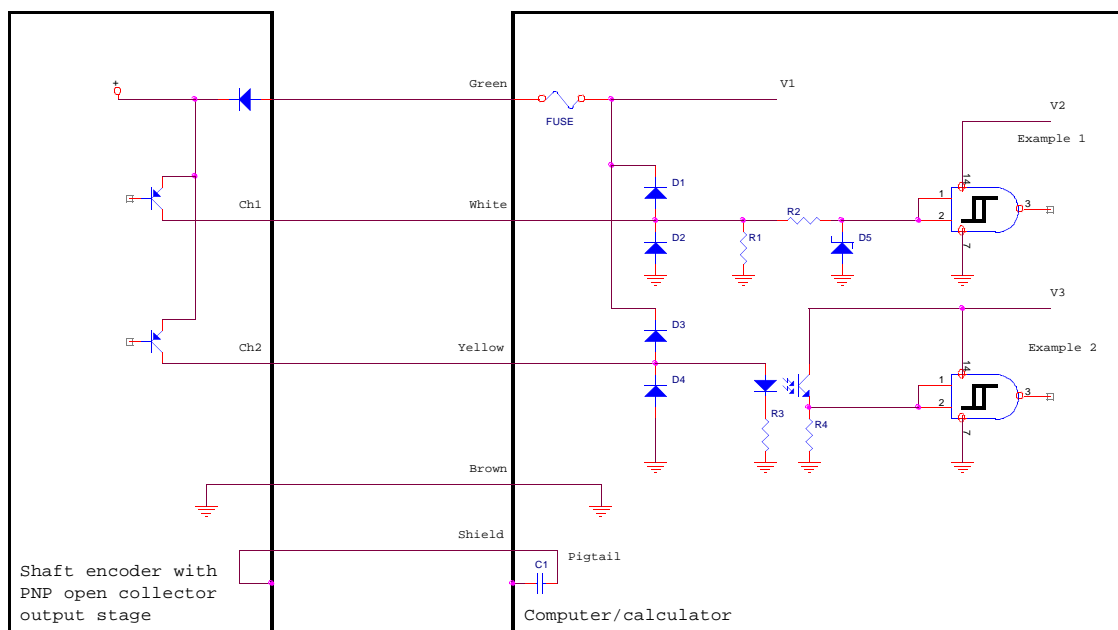 +
Green
FUSE
V1
V2
Example 1
14
1
2
3
7
D1
Ch1
White
R2
D2
R1
D5
V3
Example 2
14
1
2
3
7
D3
Ch2
Yellow
D4
R3
R4
Brown
Shield
Pigtail
C1
Shaft encoder with
PNP open collector
output stage
Computer/calculator